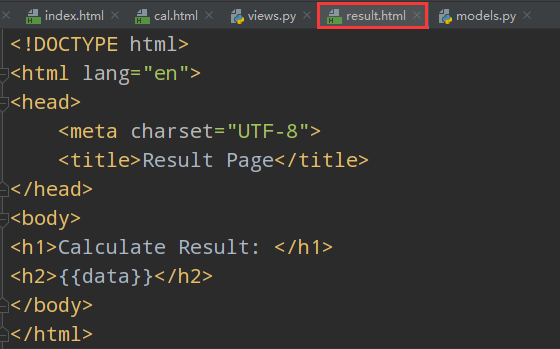 index.html cal.html views.py result.html models.py
<!DOCTYPE html>
<html lang="en">
<head>
    <meta charset="UTF-8">
    <title>Result Page</title>
</head>
<body>
<h1>Calculate Result: </h1>
<h2>{{data}}</h2>
</body>
</html>